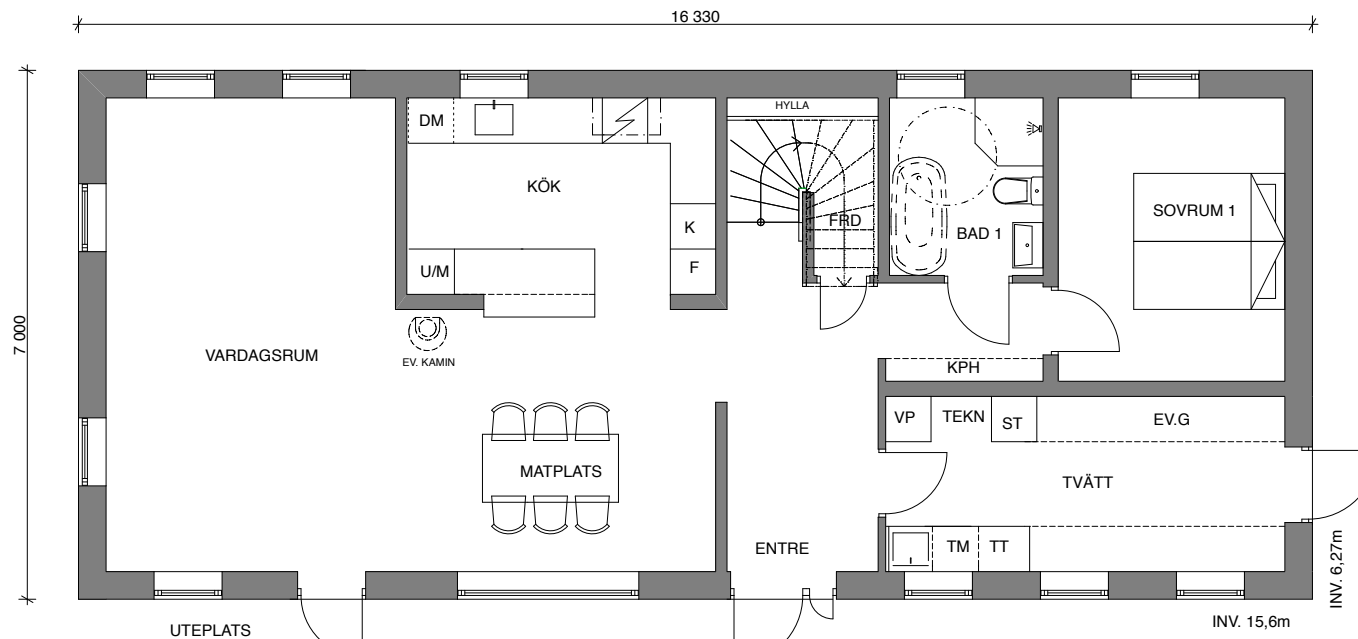 16 330
HYLLA
DM
KÖK
SOVRUM 1
FRD
K
BAD 1
F
U/M
7 000
VARDAGSRUM
EV. KAMIN
KPH
VP
TEKN
ST
EV.G
MATPLATS
TVÄTT
ENTRE
TM
TT
INV. 6,27m
INV. 15,6m
UTEPLATS